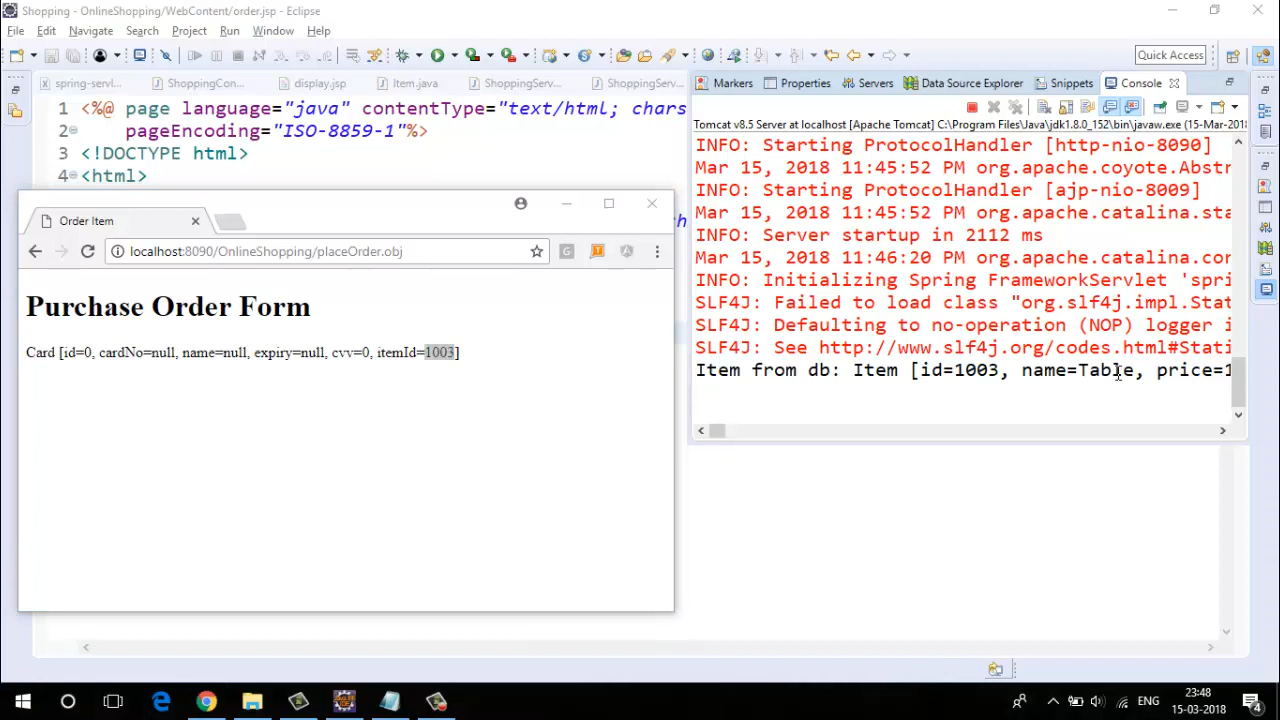 Shopping - OnlineShopping/WebContent/order.jsp - Eclipse
File Edit Navigate Search Project Run Window Help
Quick Access
spring-servl... ShoppingCon... display.jsp Item.java ShoppingServ... ShoppingServ...
Markers Properties Servers Data Source Explorer Snippets Console
1 <%@ page language="java" contentType="text/html; chars
2 pageEncoding="ISO-8859-1"%>
3 <!DOCTYPE html>
4 <html>
Order Item
localhost:8090/OnlineShopping/placeOrder.obj
Purchase Order Form
Card [id=0, cardNo=null, name=null, expiry=null, cvv=0, itemId=1003]
Tomcat v8.5 Server at localhost [Apache Tomcat] C:\Program Files\Java\jdk1.8.0_152\bin\javaw.exe (15-Mar-201
INFO: Starting ProtocolHandler [http-nio-8090]
Mar 15, 2018 11:45:52 PM org.apache.coyote.Abstr
INFO: Starting ProtocolHandler [ajp-nio-8009]
Mar 15, 2018 11:45:52 PM org.apache.catalina.sta
INFO: Server startup in 2112 ms
Mar 15, 2018 11:46:20 PM org.apache.catalina.cor
INFO: Initializing Spring FrameworkServlet 'spri
SLF4J: Failed to load class "org.slf4j.impl.Stati
SLF4J: Defaulting to no-operation (NOP) logger i
SLF4J: See http://www.slf4j.org/codes.html#Stati
Item from db: Item [id=1003, name=Table, price=1
ENG
23:48
15-03-2018
4